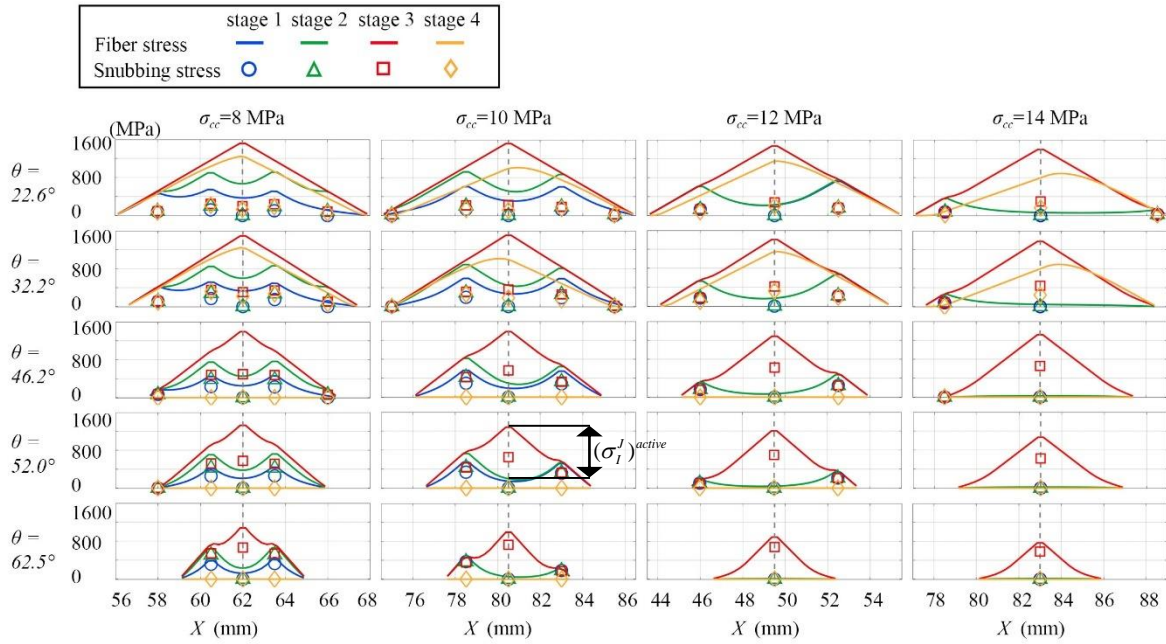 stage 1 stage 2 stage 3 stage 4
Fiber stress
Snubbing stress
(MPa)
σcc=8 MPa σcc=10 MPa σcc=12 MPa σcc=14 MPa
θ =
22.6°
1600
800
0
θ =
32.2°
1600
800
0
θ =
46.2°
1600
800
0
θ =
52.0°
1600
800
0
(σ_I^J)^active
θ =
62.5°
1600
800
0
56 58 60 62 64 66 68 76 78 80 82 84 86 44 46 48 50 52 54 78 80 82 84 86 88
X (mm) X (mm) X (mm) X (mm)